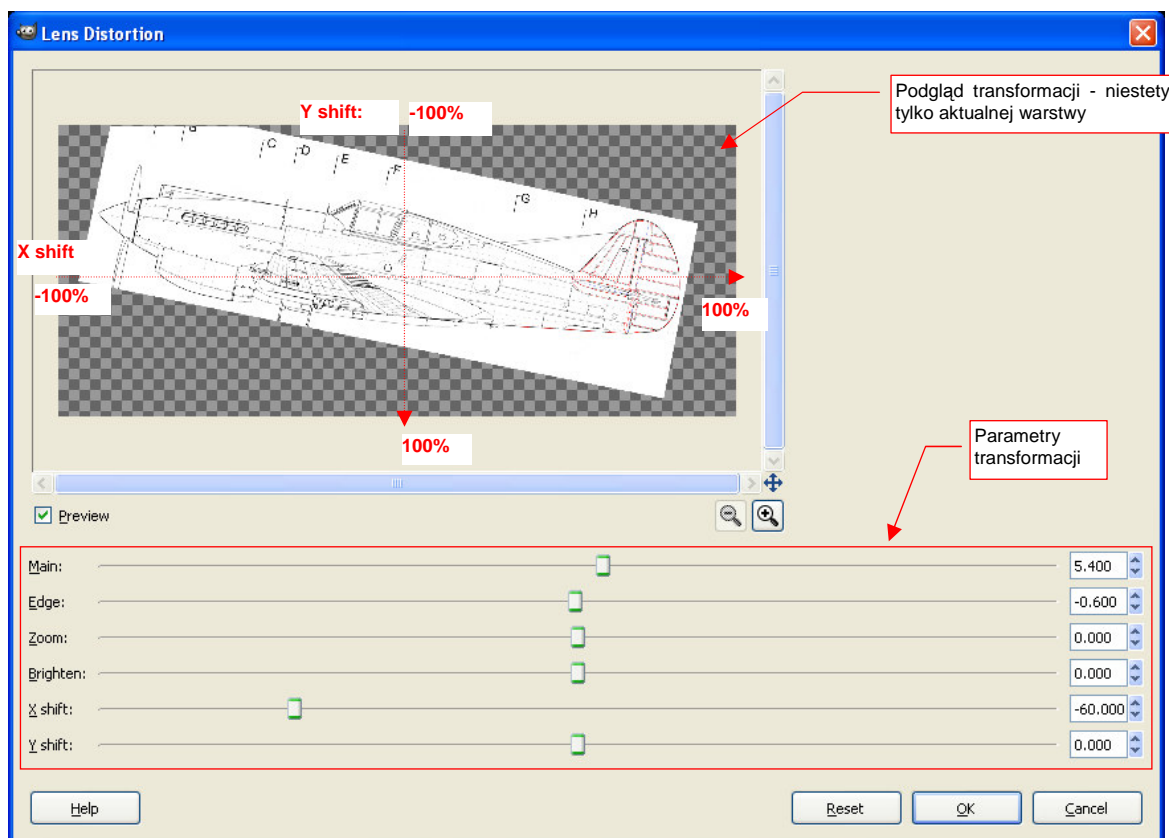 Lens Distortion
Podgląd transformacji - niestety
tylko aktualnej warstwy
Y shift: -100%
C D E F
G H
X shift
-100%
100%
100%
Parametry
transformacji
Preview
Main: 5.400
Edge: -0.600
Zoom: 0.000
Brighten: 0.000
X shift: -60.000
Y shift: 0.000
Help Reset OK Cancel